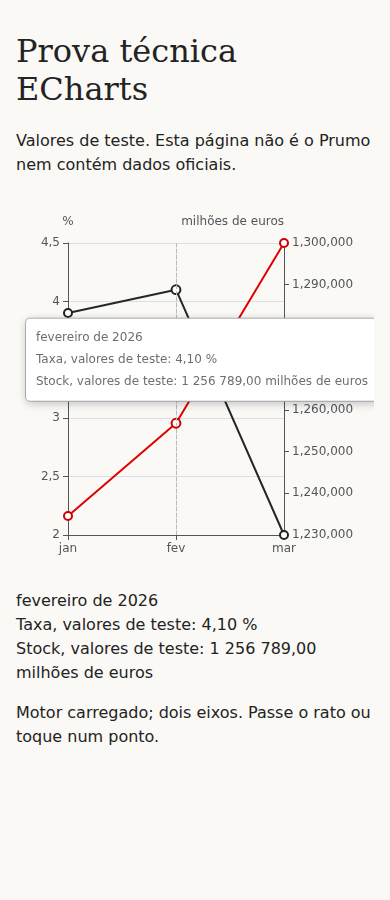 Prova técnica
ECharts
Valores de teste. Esta página não é o Prumo
nem contém dados oficiais.
% milhões de euros
4,5 1,300,000
1,290,000
4
fevereiro de 2026
Taxa, valores de teste: 4,10 %
Stock, valores de teste: 1 256 789,00 milhões de euros
3 1,260,000
1,250,000
2,5
1,240,000
2 1,230,000
jan fev mar
fevereiro de 2026
Taxa, valores de teste: 4,10 %
Stock, valores de teste: 1 256 789,00
milhões de euros
Motor carregado; dois eixos. Passe o rato ou
toque num ponto.